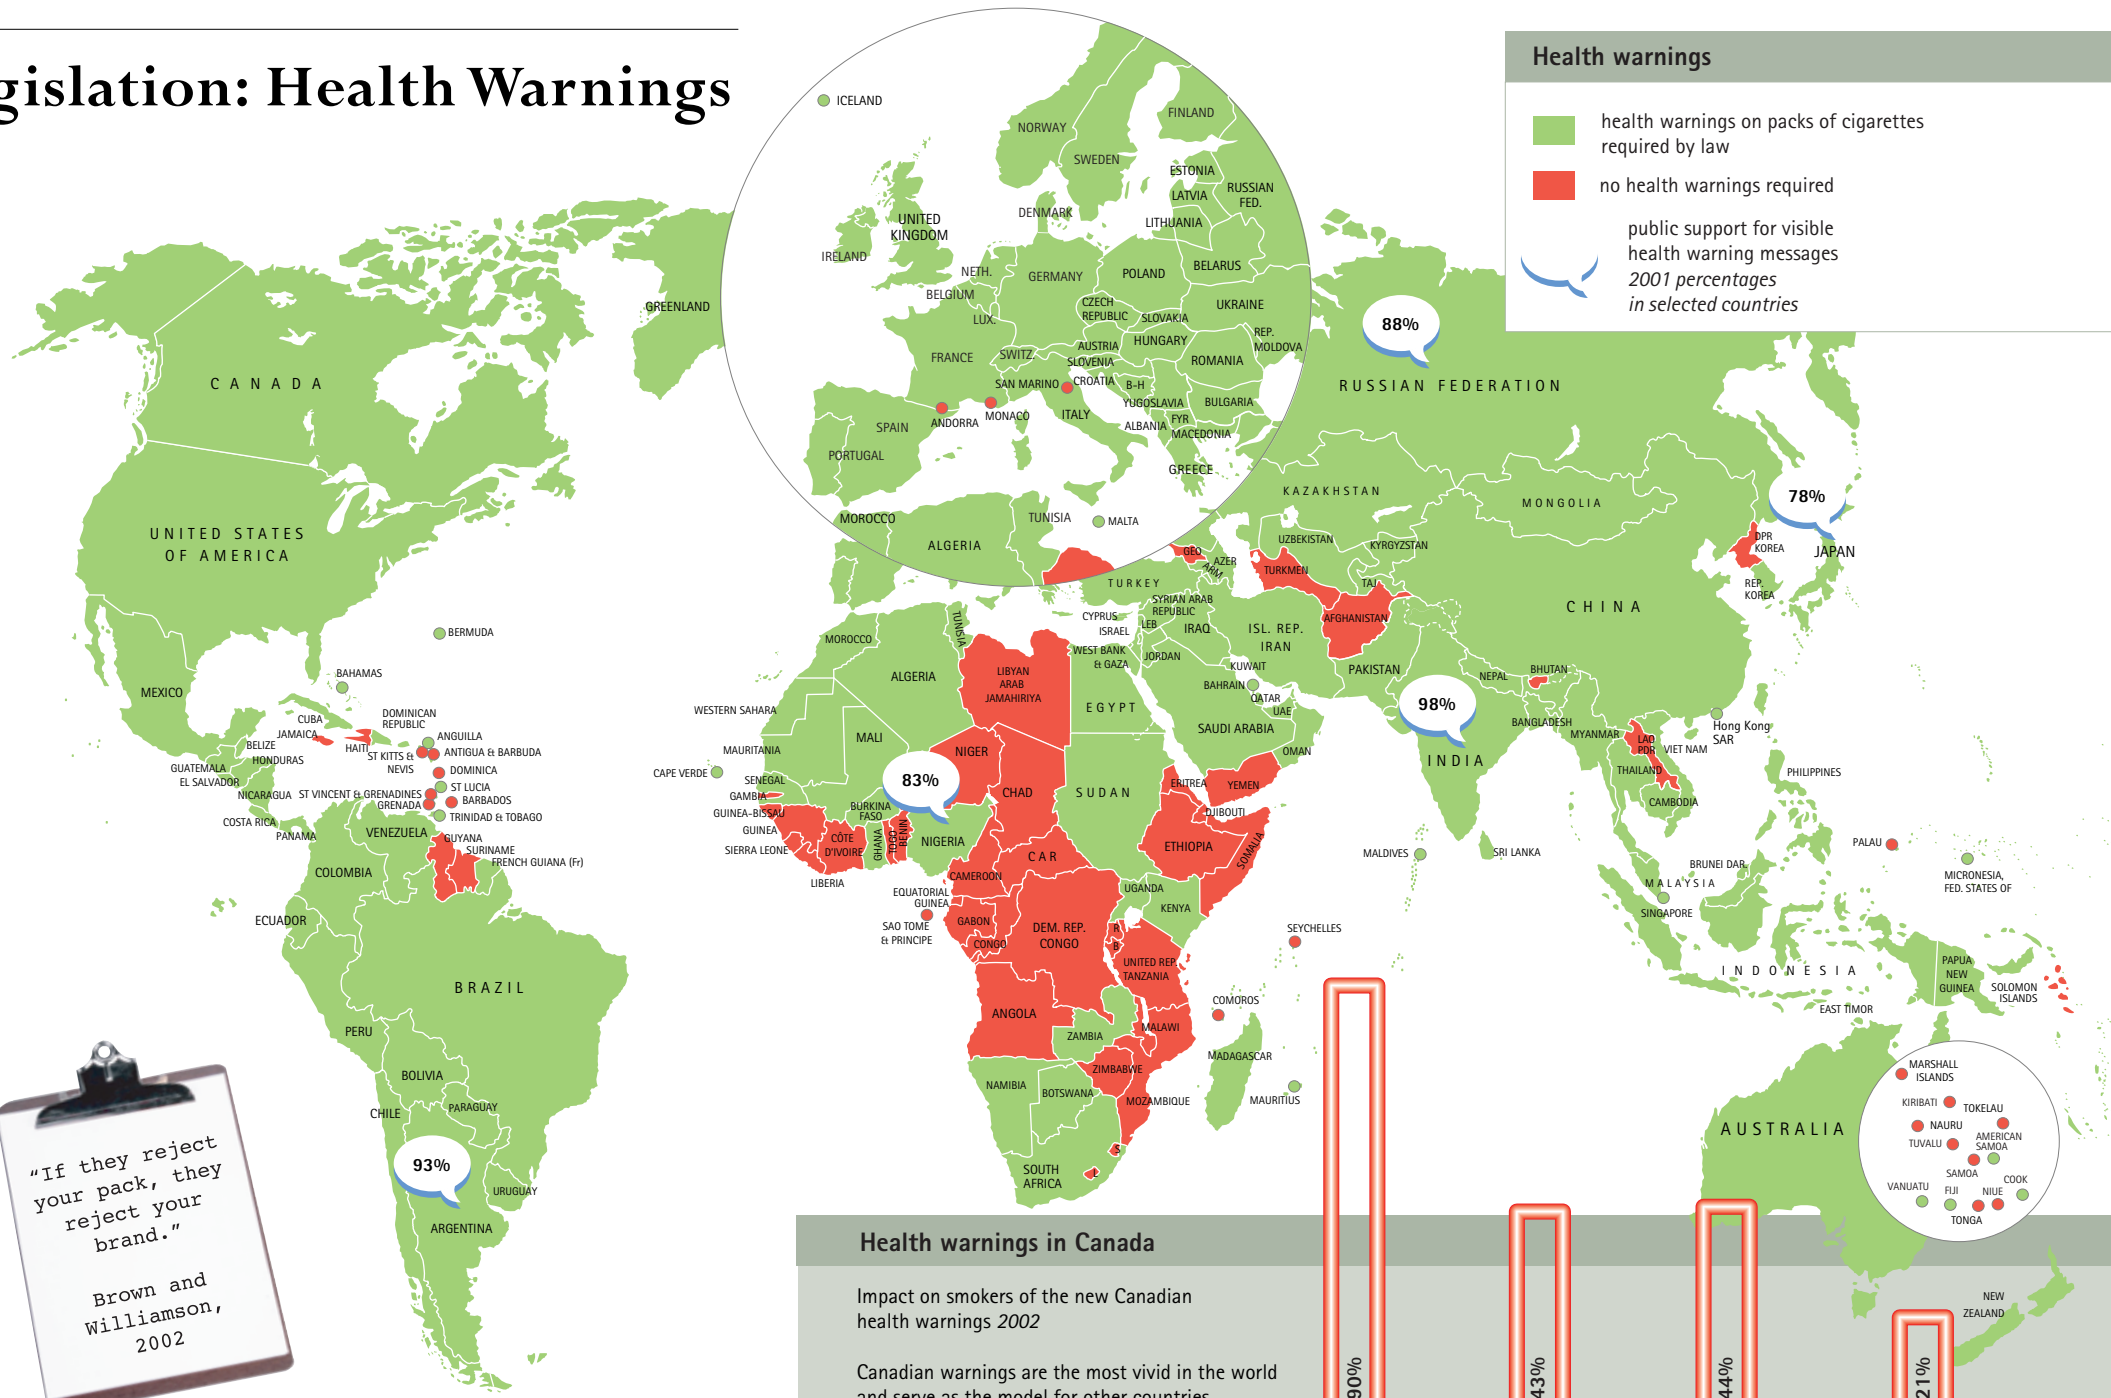 gislation: Health Warnings
Health warnings
health warnings on packs of cigarettes
required by law
no health warnings required
public support for visible
health warning messages
2001 percentages
in selected countries
ICELAND
NORWAY
FINLAND
SWEDEN
ESTONIA
RUSSIAN
FED.
LATVIA
DENMARK
LITHUANIA
UNITED
KINGDOM
IRELAND
NETH.
GERMANY
POLAND
BELARUS
BELGIUM
CZECH
REPUBLIC
SLOVAKIA
UKRAINE
LUX.
REP.
MOLDOVA
FRANCE
SWITZ.
AUSTRIA
HUNGARY
SLOVENIA
ROMANIA
SAN MARINO
CROATIA
B-H
YUGOSLAVIA
BULGARIA
ANDORRA
MONACO
ITALY
ALBANIA
FYR
MACEDONIA
SPAIN
PORTUGAL
GREECE
MOROCCO
ALGERIA
TUNISIA
MALTA
GREENLAND
CANADA
UNITED STATES
OF AMERICA
BERMUDA
BAHAMAS
MEXICO
CUBA
DOMINICAN
REPUBLIC
JAMAICA
HAITI
ANGUILLA
ANTIGUA & BARBUDA
ST KITTS &
NEVIS
DOMINICA
BELIZE
HONDURAS
GUATEMALA
EL SALVADOR
NICARAGUA
ST LUCIA
ST VINCENT & GRENADINES
BARBADOS
GRENADA
TRINIDAD & TOBAGO
COSTA RICA
PANAMA
VENEZUELA
GUYANA
SURINAME
FRENCH GUIANA (Fr)
COLOMBIA
ECUADOR
BRAZIL
PERU
BOLIVIA
PARAGUAY
CHILE
93%
URUGUAY
ARGENTINA
88%
RUSSIAN FEDERATION
KAZAKHSTAN
MONGOLIA
78%
DPR
KOREA
JAPAN
REP.
KOREA
UZBEKISTAN
KYRGYZSTAN
GEO
AZER
ARM
TURKMEN
TAJ
TURKEY
CHINA
CYPRUS
SYRIAN ARAB
REPUBLIC
ISRAEL
LEB
IRAQ
ISL. REP.
IRAN
AFGHANISTAN
WEST BANK
& GAZA
JORDAN
KUWAIT
PAKISTAN
NEPAL
BHUTAN
BAHRAIN
QATAR
UAE
98%
SAUDI ARABIA
OMAN
INDIA
BANGLADESH
MYANMAR
LAO
PDR
VIET NAM
Hong Kong
SAR
THAILAND
CAMBODIA
PHILIPPINES
YEMEN
MALDIVES
SRI LANKA
PALAU
MICRONESIA,
FED. STATES OF
BRUNEI DAR.
MALAYSIA
SINGAPORE
INDONESIA
EAST TIMOR
PAPUA
NEW
GUINEA
SOLOMON
ISLANDS
MOROCCO
TUNISIA
ALGERIA
LIBYAN
ARAB
JAMAHIRIYA
EGYPT
WESTERN SAHARA
MAURITANIA
MALI
NIGER
83%
CAPE VERDE
SENEGAL
GAMBIA
GUINEA-BISSAU
GUINEA
SIERRA LEONE
LIBERIA
BURKINA
FASO
CÔTE
D'IVOIRE
GHANA
TOGO
BENIN
NIGERIA
CHAD
SUDAN
ERITREA
DJIBOUTI
ETHIOPIA
SOMALIA
CAR
CAMEROON
EQUATORIAL
GUINEA
SAO TOME
& PRINCIPE
GABON
CONGO
DEM. REP.
CONGO
UGANDA
KENYA
R
B
UNITED REP.
TANZANIA
SEYCHELLES
COMOROS
ANGOLA
ZAMBIA
MALAWI
MADAGASCAR
MAURITIUS
ZIMBABWE
MOZAMBIQUE
NAMIBIA
BOTSWANA
S
L
SOUTH
AFRICA
AUSTRALIA
MARSHALL
ISLANDS
KIRIBATI
TOKELAU
NAURU
AMERICAN
SAMOA
TUVALU
SAMOA
COOK
VANUATU
FIJI
NIUE
TONGA
NEW
ZEALAND
"If they reject
your pack, they
reject your
brand."
Brown and
Williamson,
2002
Health warnings in Canada
Impact on smokers of the new Canadian
health warnings 2002
Canadian warnings are the most vivid in the world
and serve as the model for other countries
90%
43%
44%
21%